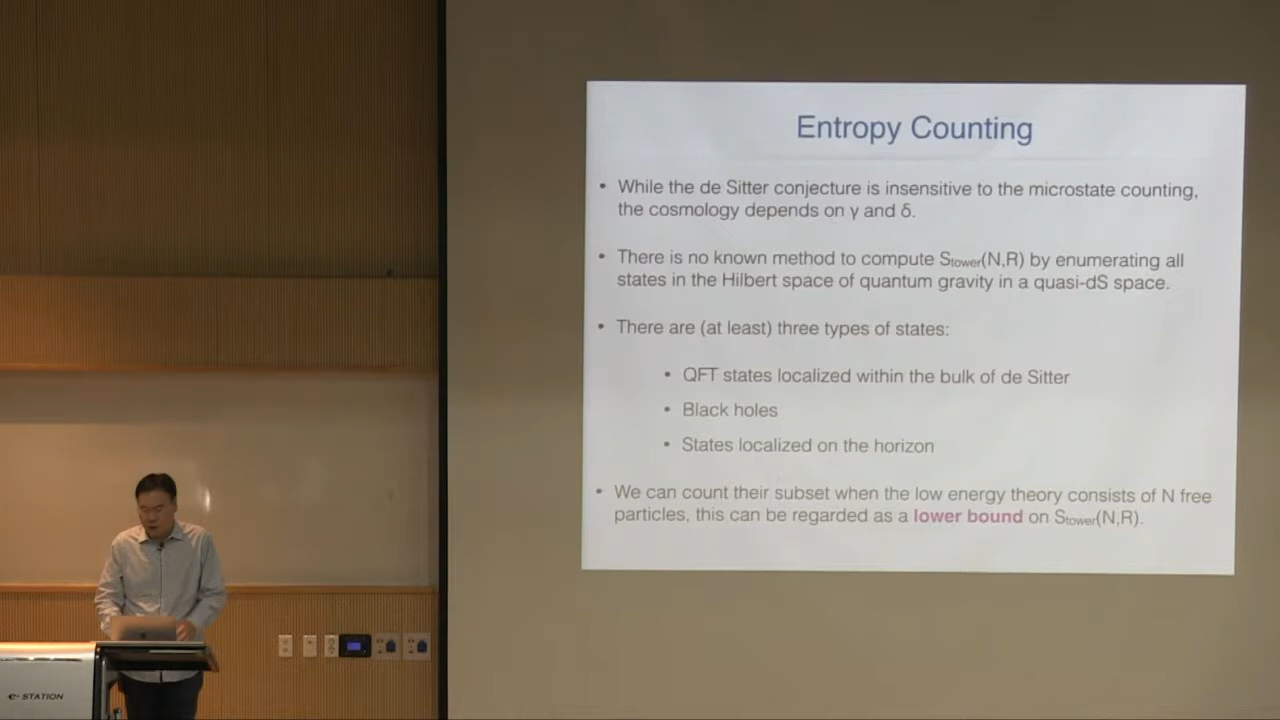 Entropy Counting
• While the de Sitter conjecture is insensitive to the microstate counting,
the cosmology depends on γ and δ.
• There is no known method to compute Stower(N,R) by enumerating all
states in the Hilbert space of quantum gravity in a quasi-dS space.
• There are (at least) three types of states:
• QFT states localized within the bulk of de Sitter
• Black holes
• States localized on the horizon
• We can count their subset when the low energy theory consists of N free
particles, this can be regarded as a lower bound on Stower(N,R).
e-STATION